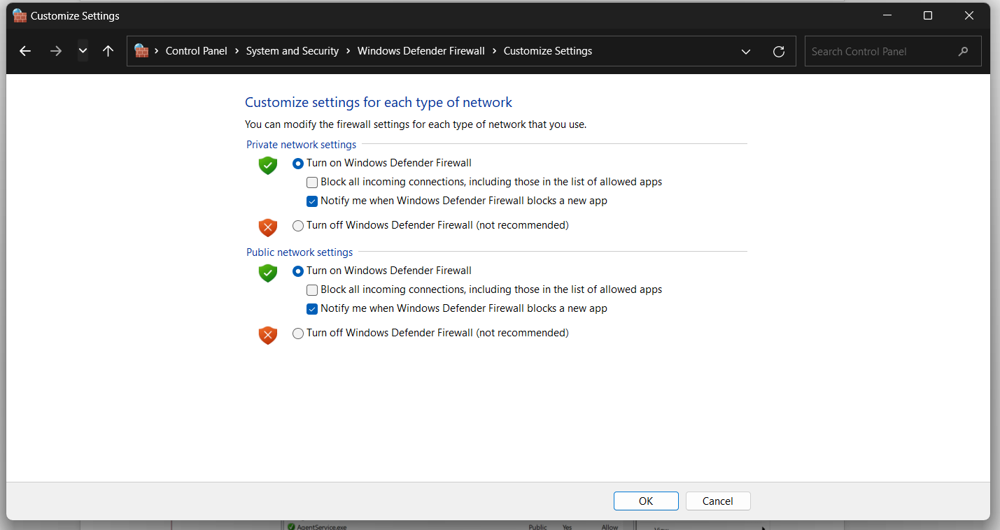 Customize Settings
Control Panel > System and Security > Windows Defender Firewall > Customize Settings
Search Control Panel
Customize settings for each type of network
You can modify the firewall settings for each type of network that you use.
Private network settings
Turn on Windows Defender Firewall
Block all incoming connections, including those in the list of allowed apps
Notify me when Windows Defender Firewall blocks a new app
Turn off Windows Defender Firewall (not recommended)
Public network settings
Turn on Windows Defender Firewall
Block all incoming connections, including those in the list of allowed apps
Notify me when Windows Defender Firewall blocks a new app
Turn off Windows Defender Firewall (not recommended)
OK Cancel
AgentService.exe Public Yes Allow